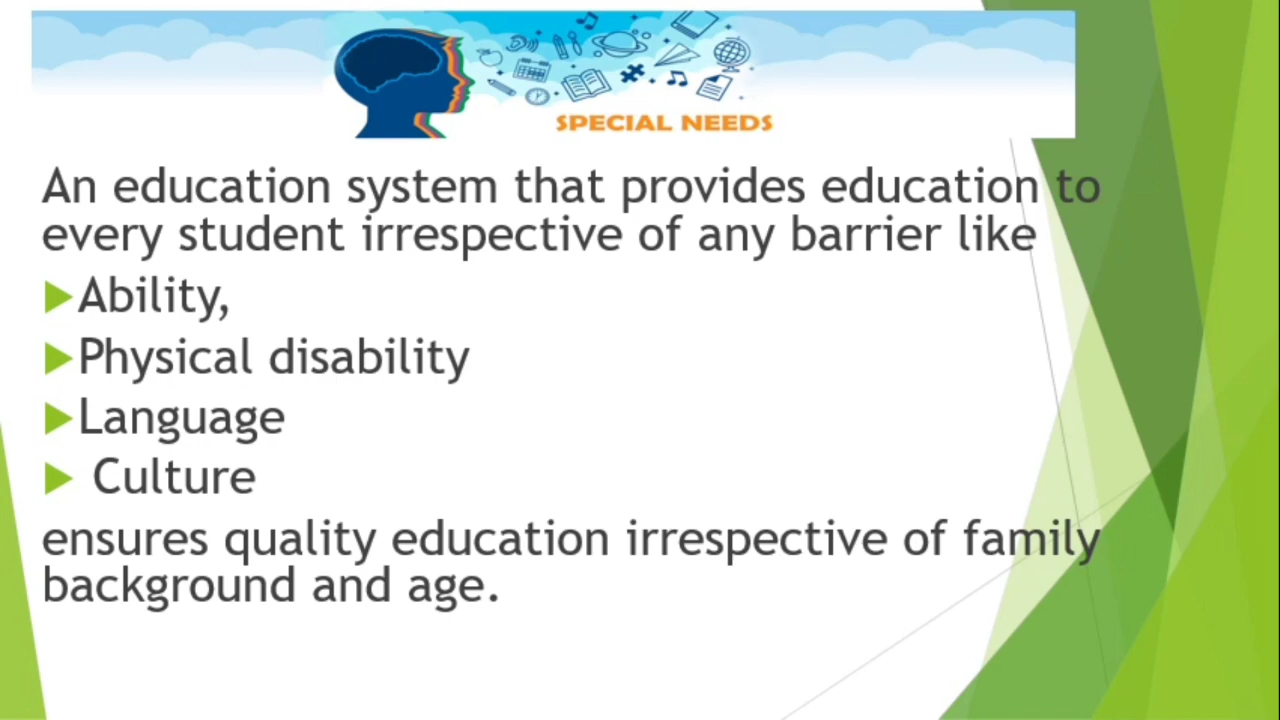 SPECIAL NEEDS
An education system that provides education to
every student irrespective of any barrier like
Ability,
Physical disability
Language
Culture
ensures quality education irrespective of family
background and age.